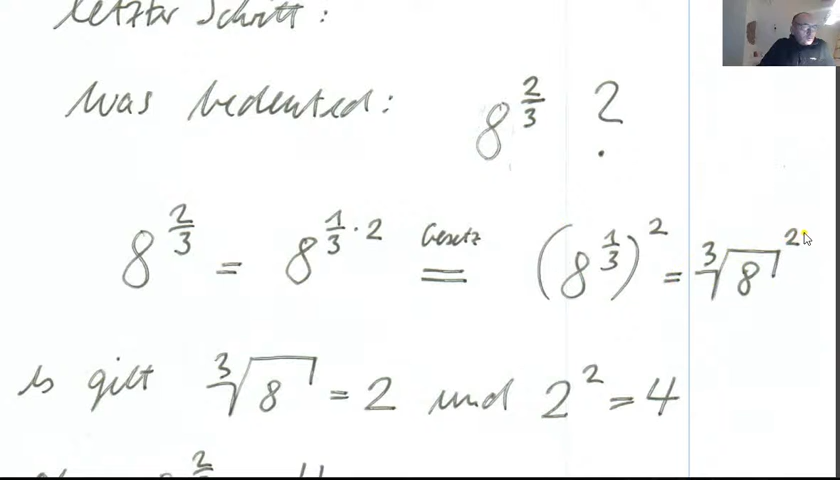 letzter Schritt:
Was bedeuted: 8^{2/3} ?
8^{2/3} = 8^{1/3 · 2} =^{Gesetz} (8^{1/3})^2 = ∛8^2
Es gilt ∛8 = 2 und 2^2 = 4